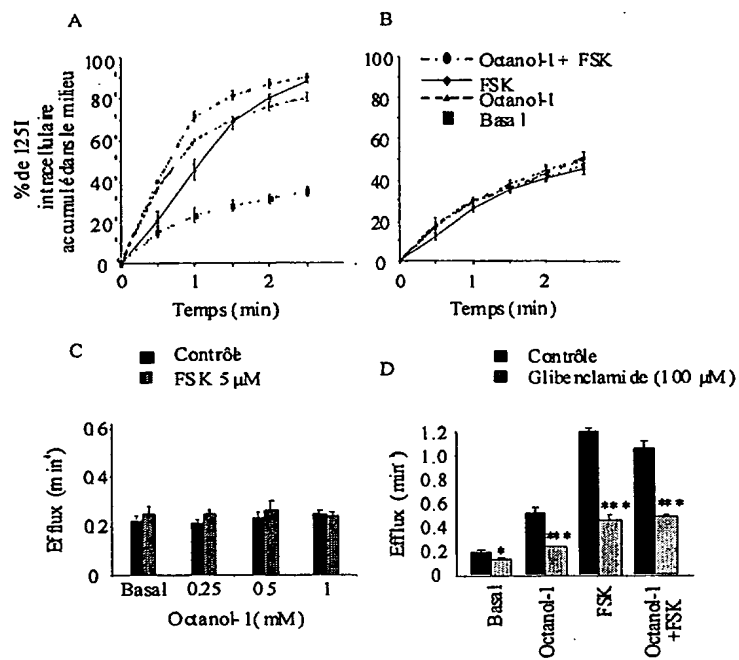 A
% de 125I
intracellulaire
accumulé dans le milieu
100
80
60
40
20
0
0
1
2
Temps (min)
B
100
80
60
40
20
0
0
1
2
Temps (min)
Octanol-1 + FSK
FSK
Octanol-1
Basal
C
Contrôle
FSK 5 µM
Efflux (min
0.6
0.4
0.2
0
Basal
0.25
0.5
1
Octanol-1 (mM)
D
Contrôle
Glibenclamide (100 µM)
Efflux (min
1.2
1.0
0.8
0.6
0.4
0.2
0
*
***
***
***
Basal
Octanol-1
FSK
Octanol-1
+FSK